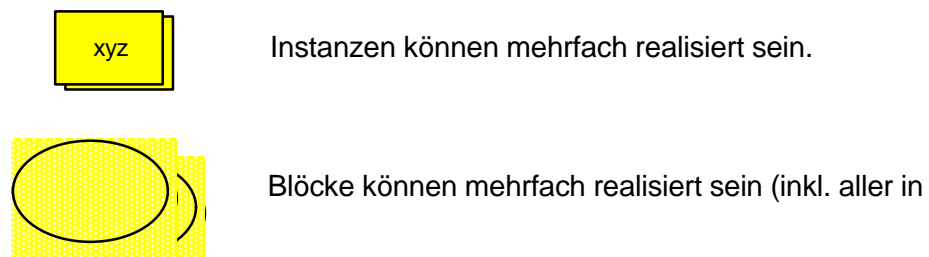 xyz
Instanzen können mehrfach realisiert sein.
Blöcke können mehrfach realisiert sein (inkl. aller in